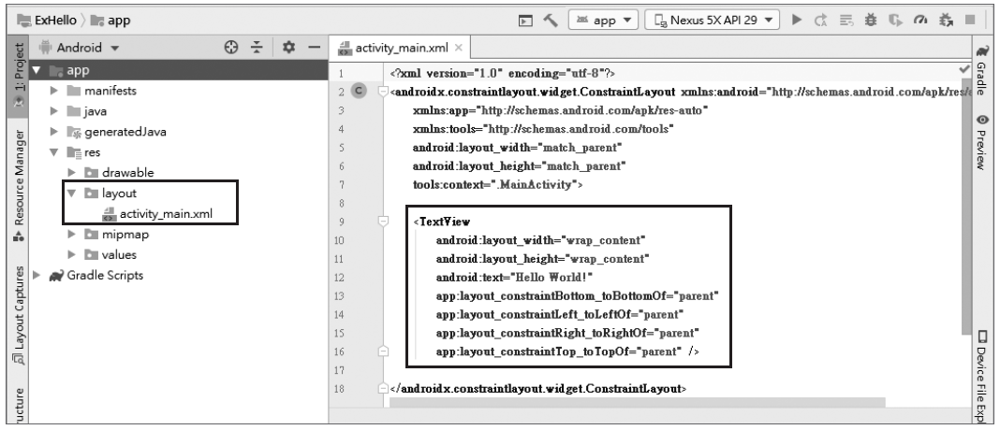 ExHello 〉 app
app
Nexus 5X API 29
Android
activity_main.xml ×
1: Project
Resource Manager
Layout Captures
ucture
app
manifests
java
generatedJava
res
drawable
layout
activity_main.xml
mipmap
values
Gradle Scripts
1 <?xml version="1.0" encoding="utf-8"?>
2 C <androidx.constraintlayout.widget.ConstraintLayout xmlns:android="http://schemas.android.com/apk/res/
3 xmlns:app="http://schemas.android.com/apk/res-auto"
4 xmlns:tools="http://schemas.android.com/tools"
5 android:layout_width="match_parent"
6 android:layout_height="match_parent"
7 tools:context=".MainActivity">
8
9 <TextView
10 android:layout_width="wrap_content"
11 android:layout_height="wrap_content"
12 android:text="Hello World!"
13 app:layout_constraintBottom_toBottomOf="parent"
14 app:layout_constraintLeft_toLeftOf="parent"
15 app:layout_constraintRight_toRightOf="parent"
16 app:layout_constraintTop_toTopOf="parent" />
17
18 </androidx.constraintlayout.widget.ConstraintLayout>
Gradle
Preview
Device File Expl